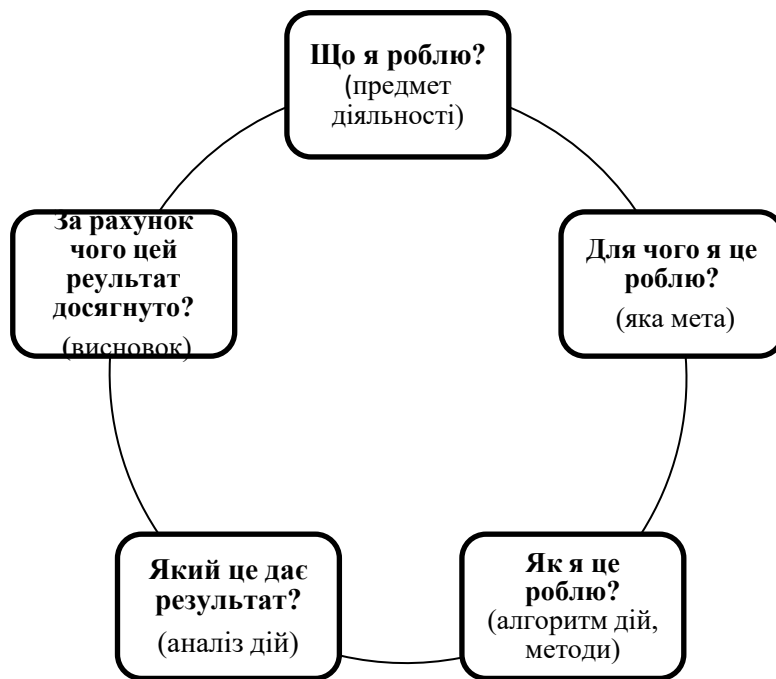 Що я роблю?
(предмет
діяльності)
Для чого я це
роблю?
(яка мета)
Як я це
роблю?
(алгоритм дій,
методи)
Який це дає
результат?
(аналіз дій)
За рахунок
чого цей
реультат
досягнуто?
(висновок)